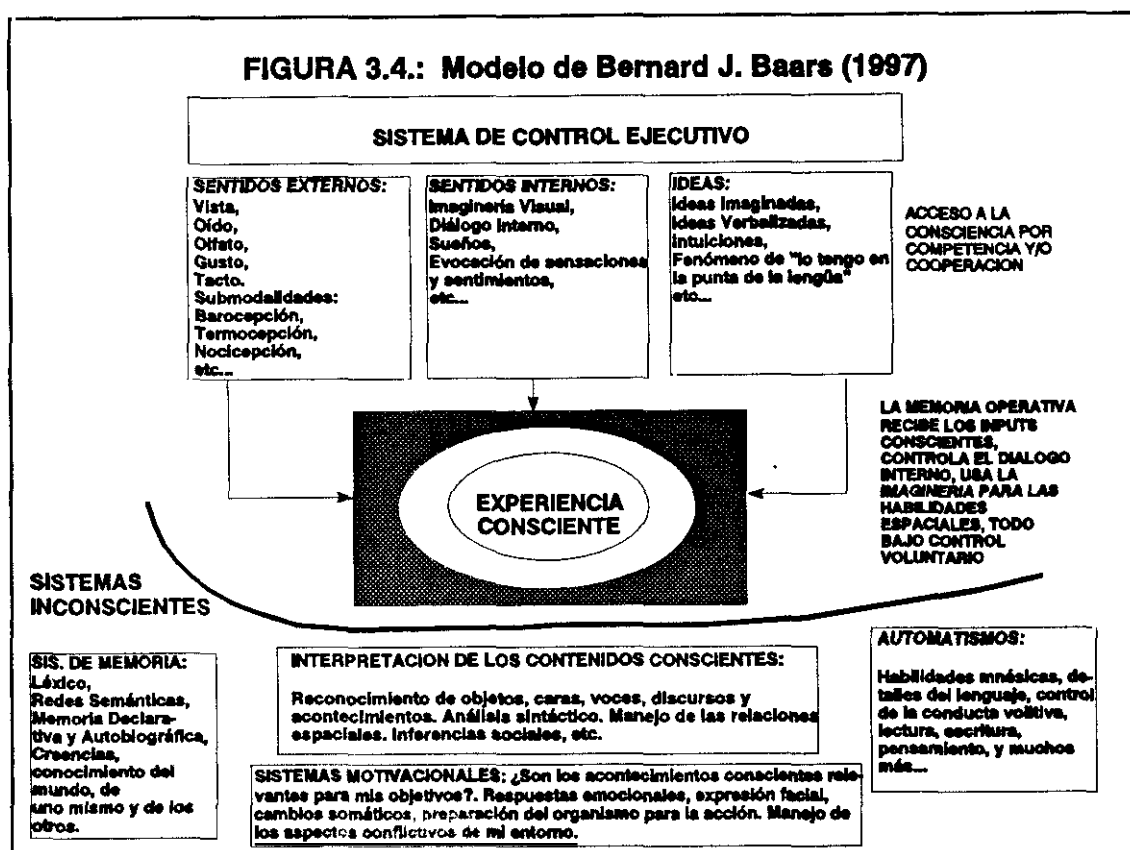 FIGURA 3.4.: Modelo de Bernard J. Baars (1997)
SISTEMA DE CONTROL EJECUTIVO
SENTIDOS EXTERNOS:
Vista,
Oído,
Olfato,
Gusto,
Tacto.
Submodalidades:
Barocepción,
Termocepción,
Nocicepción,
etc...
SENTIDOS INTERNOS:
Imaginería Visual,
Diálogo Interno,
Sueños,
Evocación de sensaciones
y sentimientos,
etc...
IDEAS:
Ideas Imaginadas,
Ideas Verbalizadas,
Intuiciones,
Fenómeno de "lo tengo en
la punta de la lengüa"
etc...
ACCESO A LA
CONSCIENCIA POR
COMPETENCIA Y/O
COOPERACION
EXPERIENCIA
CONSCIENTE
LA MEMORIA OPERATIVA
RECIBE LOS INPUTS
CONSCIENTES,
CONTROLA EL DIALOGO
INTERNO, USA LA
IMAGINERIA PARA LAS
HABILIDADES
ESPACIALES, TODO
BAJO CONTROL
VOLUNTARIO
SISTEMAS
INCONSCIENTES
SIS. DE MEMORIA:
Léxico,
Redes Semánticas,
Memoria Declara-
tiva y Autobiográfica,
Creencias,
conocimiento del
mundo, de
uno mismo y de los
otros.
INTERPRETACION DE LOS CONTENIDOS CONSCIENTES:
Reconocimiento de objetos, caras, voces, discursos y
acontecimientos. Análisis sintáctico. Manejo de las relaciones
espaciales. Inferencias sociales, etc.
SISTEMAS MOTIVACIONALES: ¿Son los acontecimientos conscientes rele-
vantes para mis objetivos?. Respuestas emocionales, expresión facial,
cambios somáticos, preparación del organismo para la acción. Manejo de
los aspectos conflictivos de mi entorno.
AUTOMATISMOS:
Habilidades mnésicas, de-
talles del lenguaje, control
de la conducta volitiva,
lectura, escritura,
pensamiento, y muchos
más...